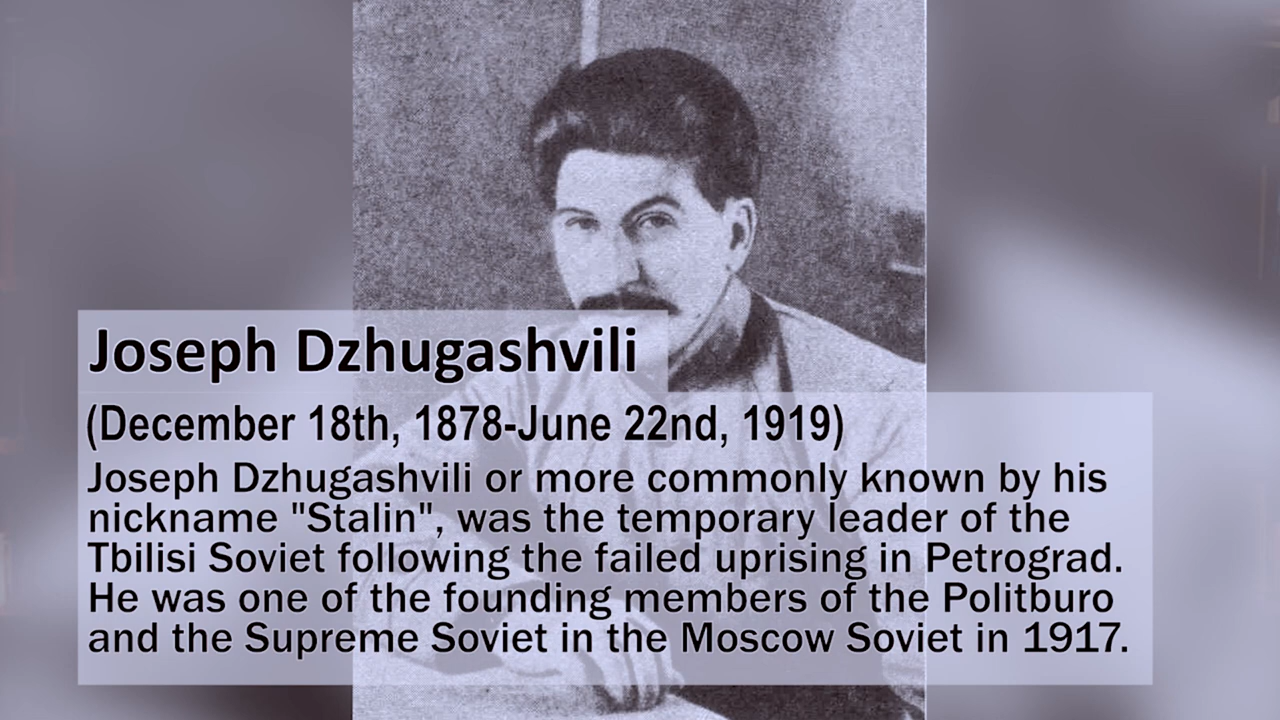 Joseph Dzhugashvili
(December 18th, 1878-June 22nd, 1919)
Joseph Dzhugashvili or more commonly known by his
nickname "Stalin", was the temporary leader of the
Tbilisi Soviet following the failed uprising in Petrograd.
He was one of the founding members of the Politburo
and the Supreme Soviet in the Moscow Soviet in 1917.